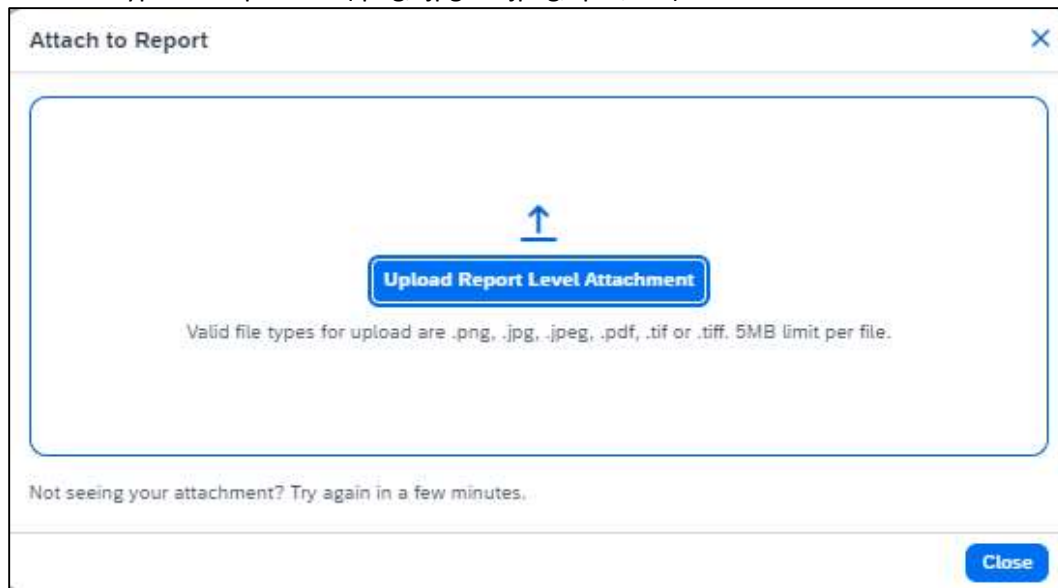 Attach to Report
Upload Report Level Attachment
Valid file types for upload are .png, .jpg, .jpeg, .pdf, .tif or .tiff. 5MB limit per file.
Not seeing your attachment? Try again in a few minutes.
Close